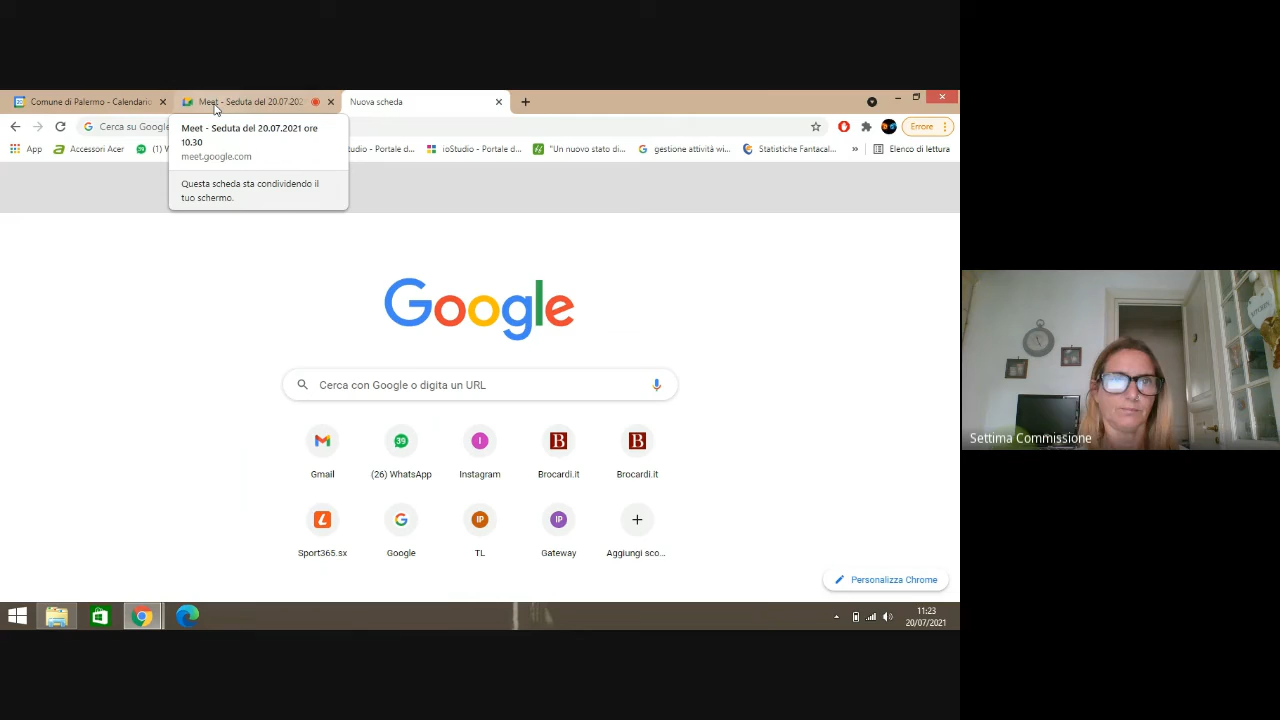 Comune di Palermo - Calendario
Meet - Seduta del 20.07.202
Nuova scheda
Cerca su Google
Errore
Meet - Seduta del 20.07.2021 ore
10.30
meet.google.com
Questa scheda sta condividendo il
tuo schermo.
App
Accessori Acer
(1) W
tudio - Portale d...
ioStudio - Portale d...
"Un nuovo stato di...
gestione attività wi...
Statistiche Fantacal...
»
Elenco di lettura
Google
Cerca con Google o digita un URL
39
I
B
B
Gmail
(26) WhatsApp
Instagram
Brocardi.it
Brocardi.it
IP
IP
Sport365.sx
Google
TL
Gateway
Aggiungi sco...
Personalizza Chrome
11:23
20/07/2021
Settima Commissione